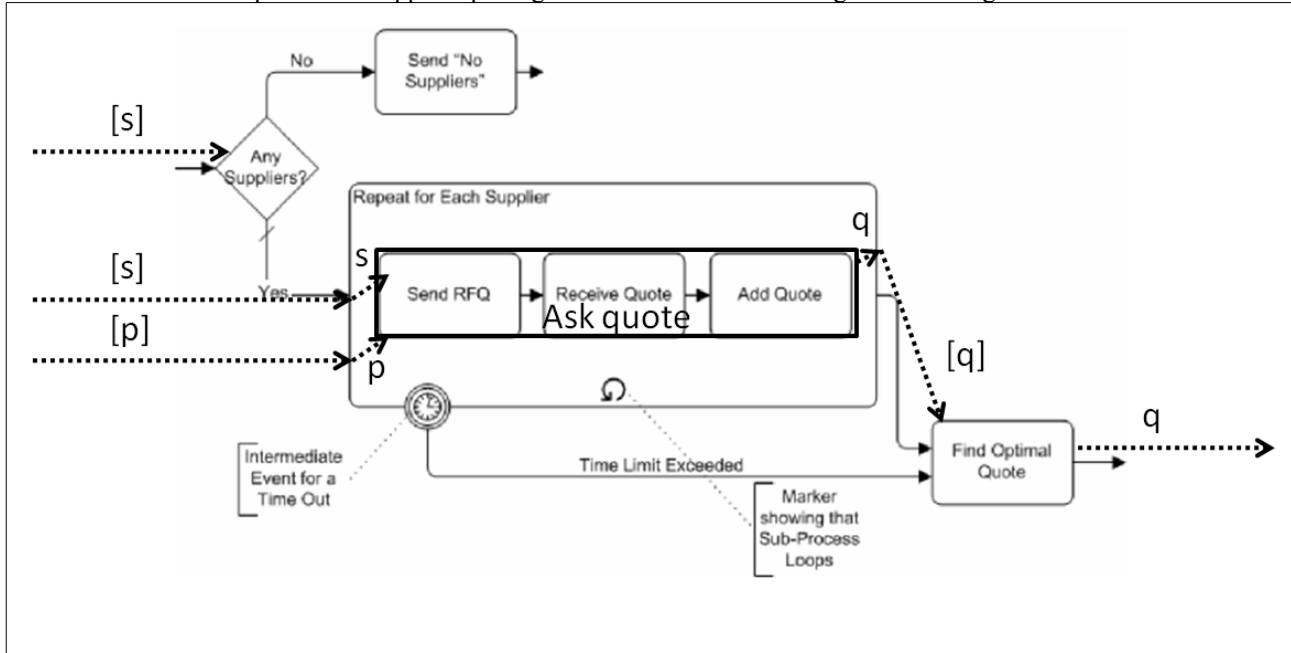 No
Send "No
Suppliers"
[s]
Any
Suppliers?
Repeat for Each Supplier
q
s
[s]
Yes
Send RFQ
Receive Quote
Add Quote
Ask quote
[p]
p
[q]
q
Intermediate
Event for a
Time Out
Time Limit Exceeded
Find Optimal
Quote
Marker
showing that
Sub-Process
Loops